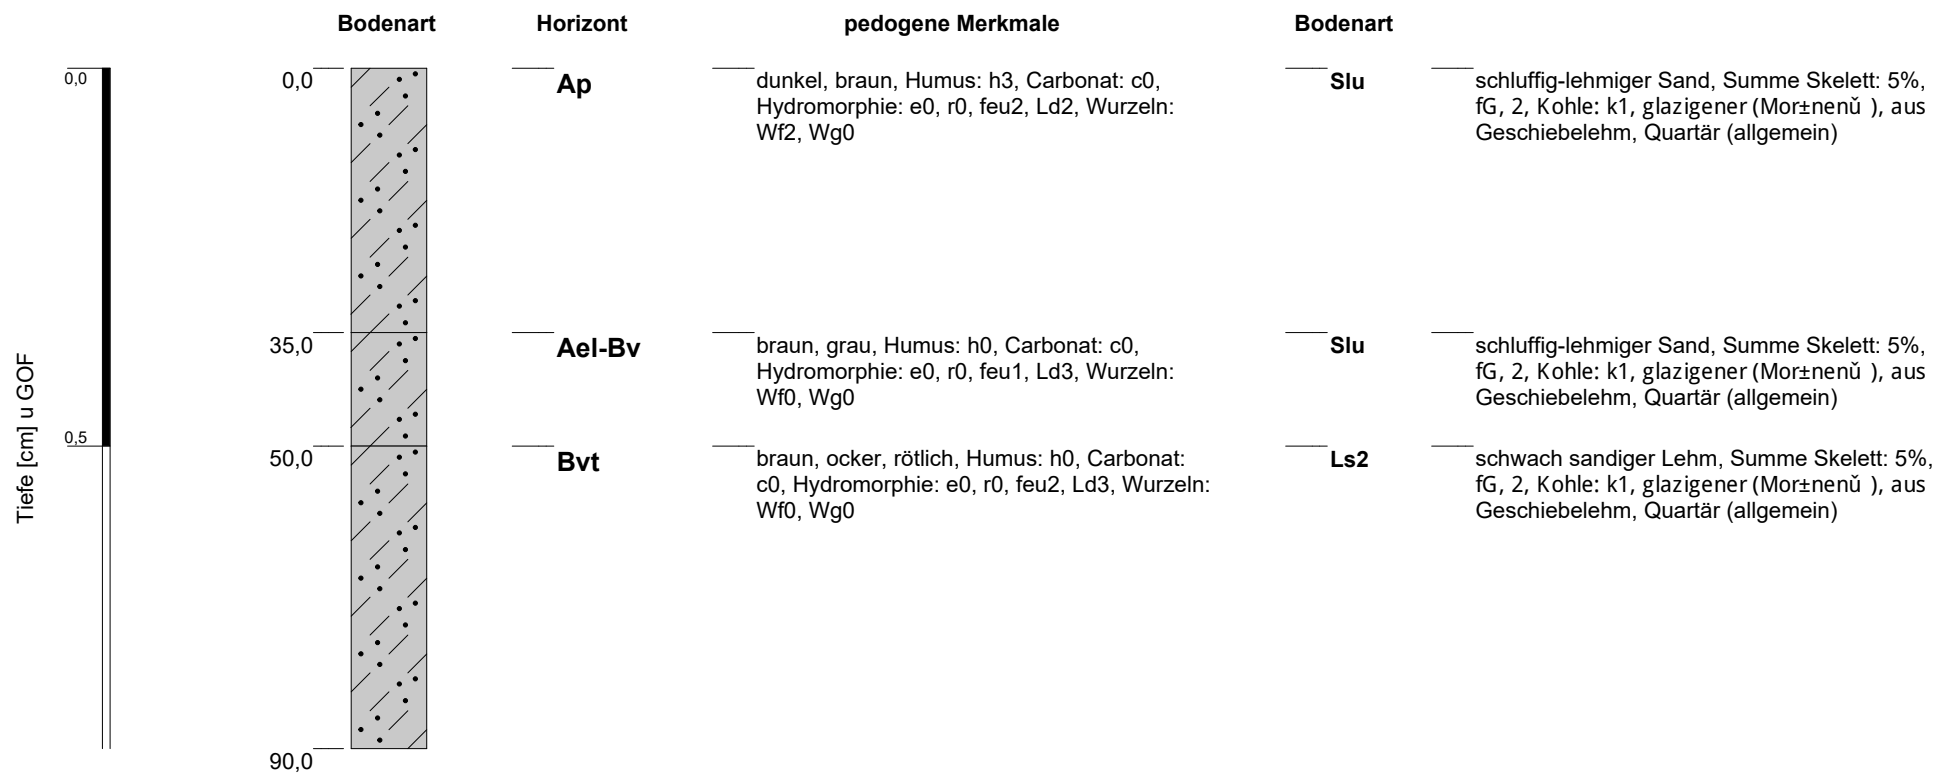 Bodenart Horizont pedogene Merkmale Bodenart
0,0
0,0
Ap
dunkel, braun, Humus: h3, Carbonat: c0,
Hydromorphie: e0, r0, feu2, Ld2, Wurzeln:
Wf2, Wg0
Slu
schluffig-lehmiger Sand, Summe Skelett: 5%,
fG, 2, Kohle: k1, glazigener (Mor±nenŭ ), aus
Geschiebelehm, Quartär (allgemein)
35,0
Ael-Bv
braun, grau, Humus: h0, Carbonat: c0,
Hydromorphie: e0, r0, feu1, Ld3, Wurzeln:
Wf0, Wg0
Slu
schluffig-lehmiger Sand, Summe Skelett: 5%,
fG, 2, Kohle: k1, glazigener (Mor±nenŭ ), aus
Geschiebelehm, Quartär (allgemein)
0,5
50,0
Bvt
braun, ocker, rötlich, Humus: h0, Carbonat:
c0, Hydromorphie: e0, r0, feu2, Ld3, Wurzeln:
Wf0, Wg0
Ls2
schwach sandiger Lehm, Summe Skelett: 5%,
fG, 2, Kohle: k1, glazigener (Mor±nenŭ ), aus
Geschiebelehm, Quartär (allgemein)
90,0
Tiefe [cm] u GOF